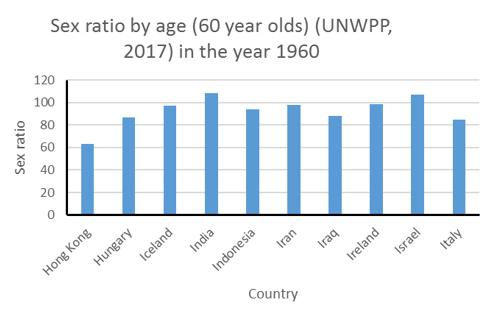 Sex ratio by age (60 year olds) (UNWPP,
2017) in the year 1960
120
100
80
60
40
20
0
Sex ratio
Hong Kong
Hungary
Iceland
India
Indonesia
Iran
Iraq
Ireland
Israel
Italy
Country